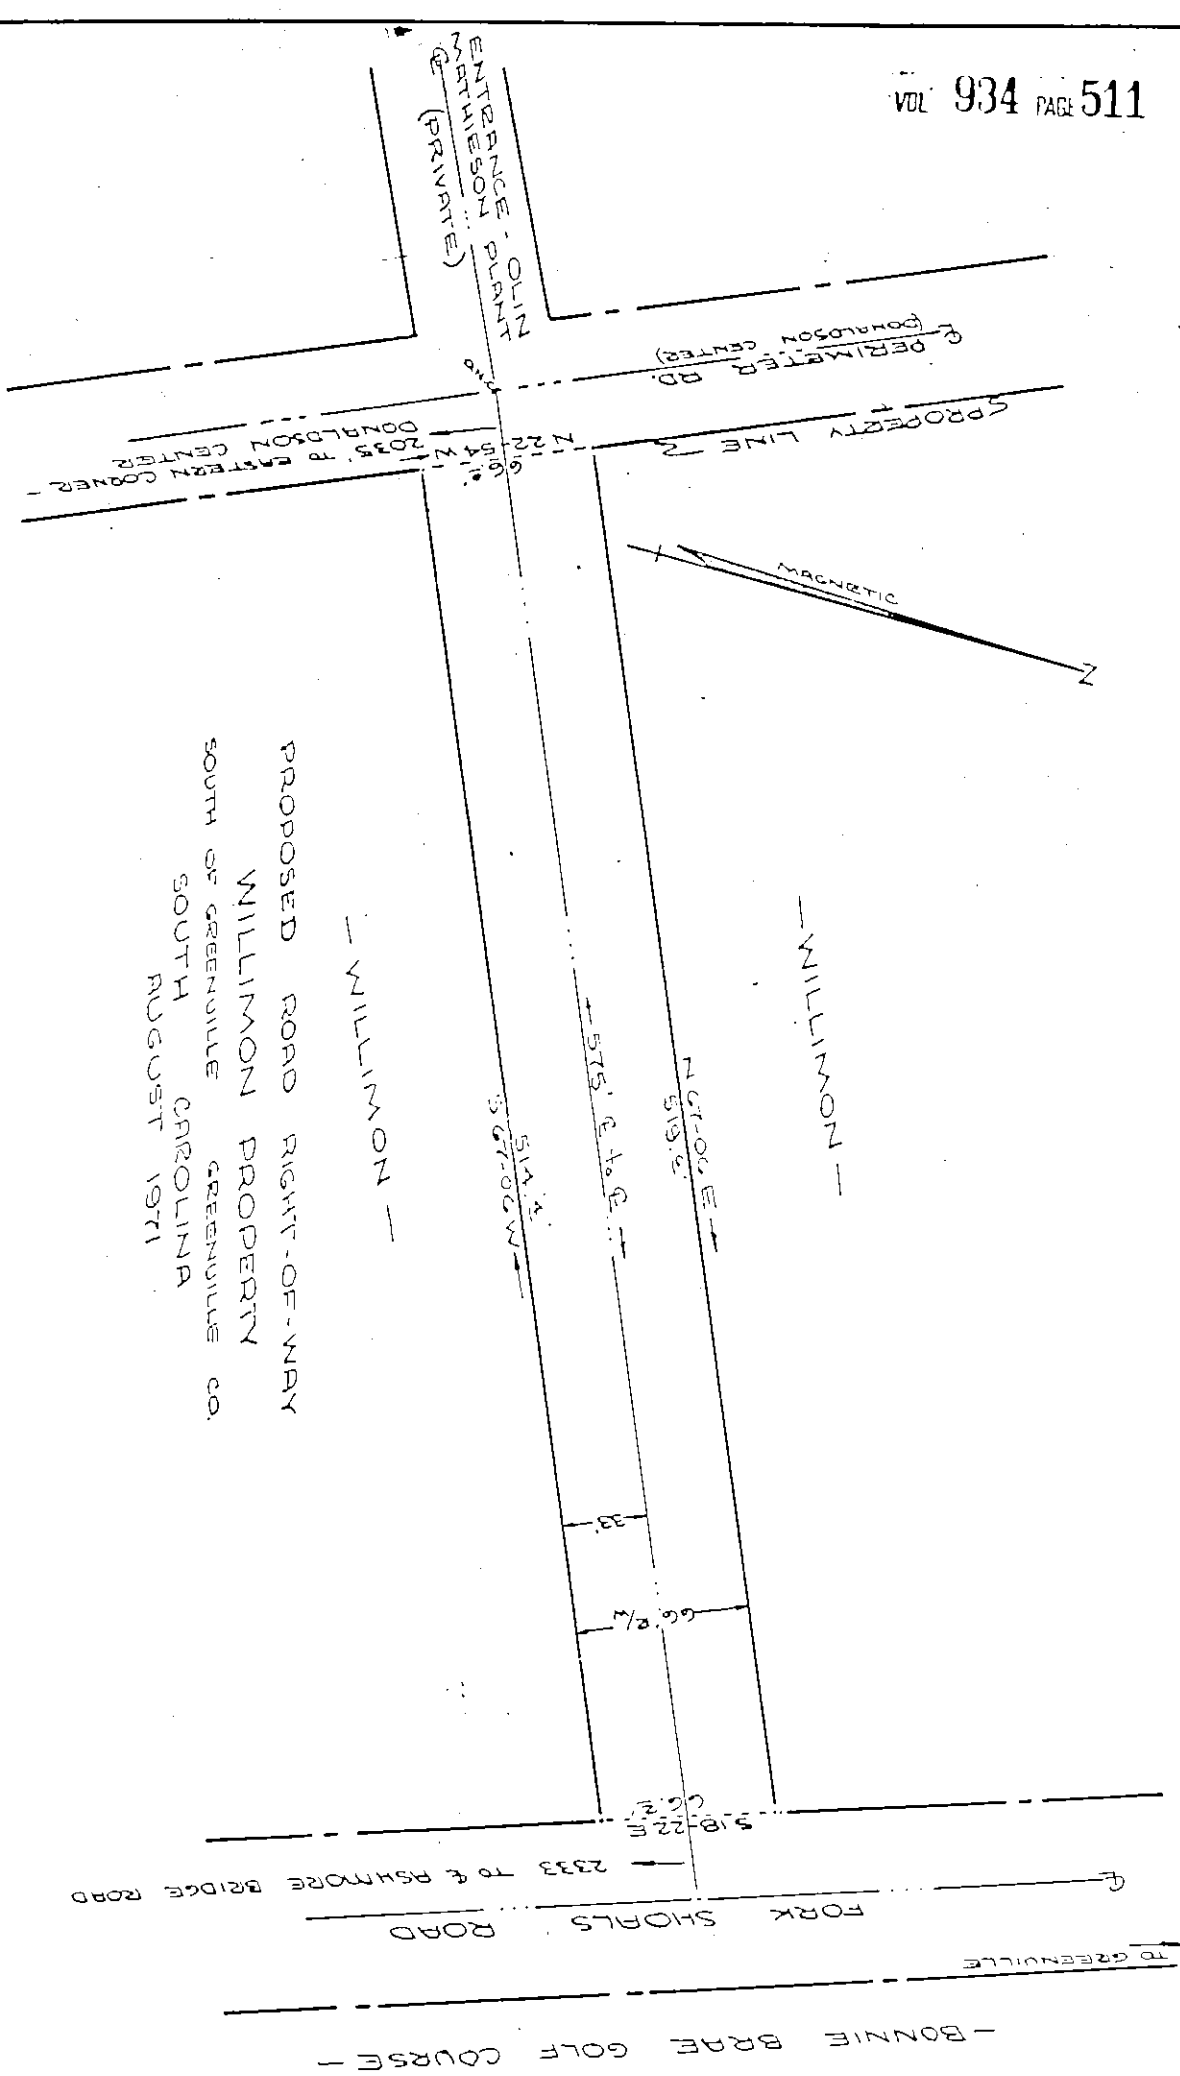 VOL 934 PAGE 511
ENTRANCE - OLIN
MATHIESON PLANT
(PRIVATE)
℄
℄ PERIMETER RD.
(DONALDSON CENTER)
PROPERTY LINE
N 22-54 W
66.0'
2035' TO EASTERN CORNER -
DONALDSON CENTER
MAGNETIC
N
- WILLIMON -
- WILLIMON -
N 67-06 E
519.6'
575' ℄ to ℄
514.4'
S 67-06 W
PROPOSED ROAD RIGHT-OF-WAY
WILLIMON PROPERTY
SOUTH OF GREENVILLE GREENVILLE CO.
SOUTH CAROLINA
AUGUST 1971
33'
66' R/W
S 18-22 E
66.2'
2333 TO ℄ ASHMORE BRIDGE ROAD
℄
FORK SHOALS ROAD
TO GREENVILLE
- BONNIE BRAE GOLF COURSE -